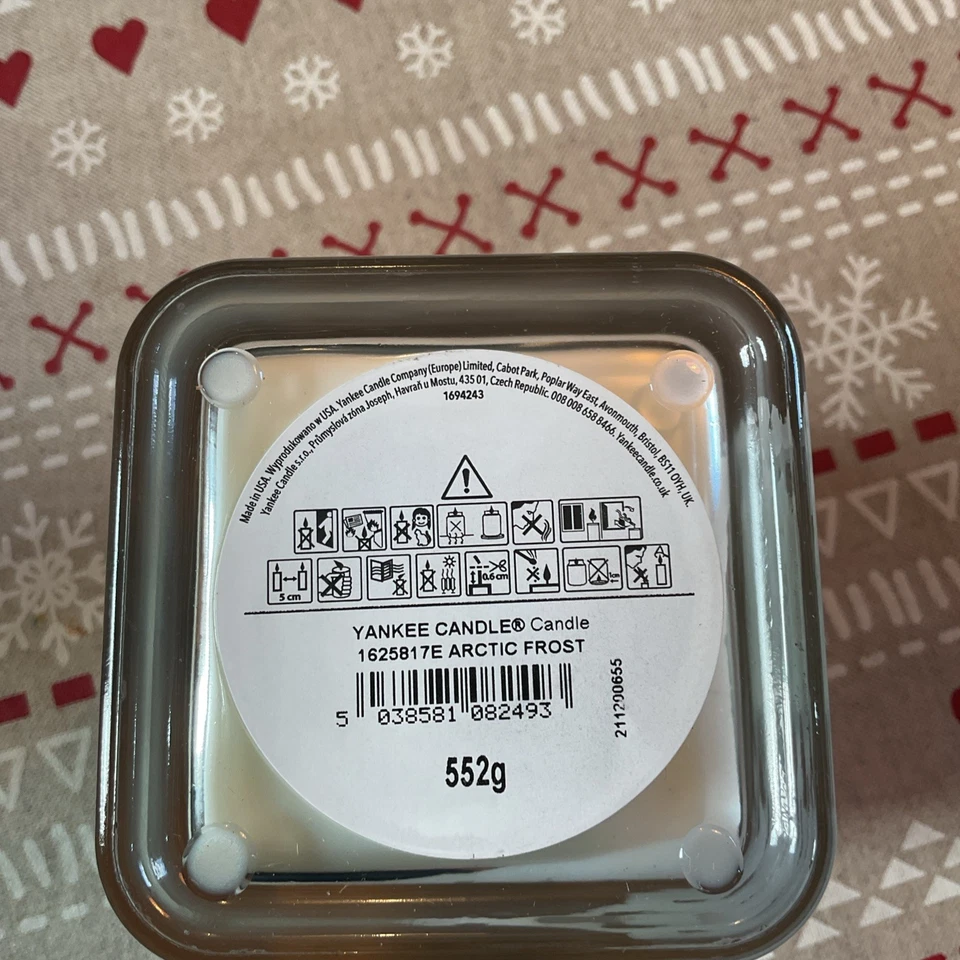 Made in USA. Wyprodukowano w USA. Yankee Candle Company (Europe) Limited, Cabot Park, Poplar Way East, Avonmouth, Bristol, BS11 0YH, UK.
Yankee Candle s.r.o., Průmyslová zóna Joseph, Havraň u Mostu, 435 01, Czech Republic. 008 008 658 8466. Yankeecandle.co.uk
1694243
5 cm
0.6 cm
1cm
YANKEE CANDLE® Candle
1625817E ARCTIC FROST
5 038581 082493
211200655
552g